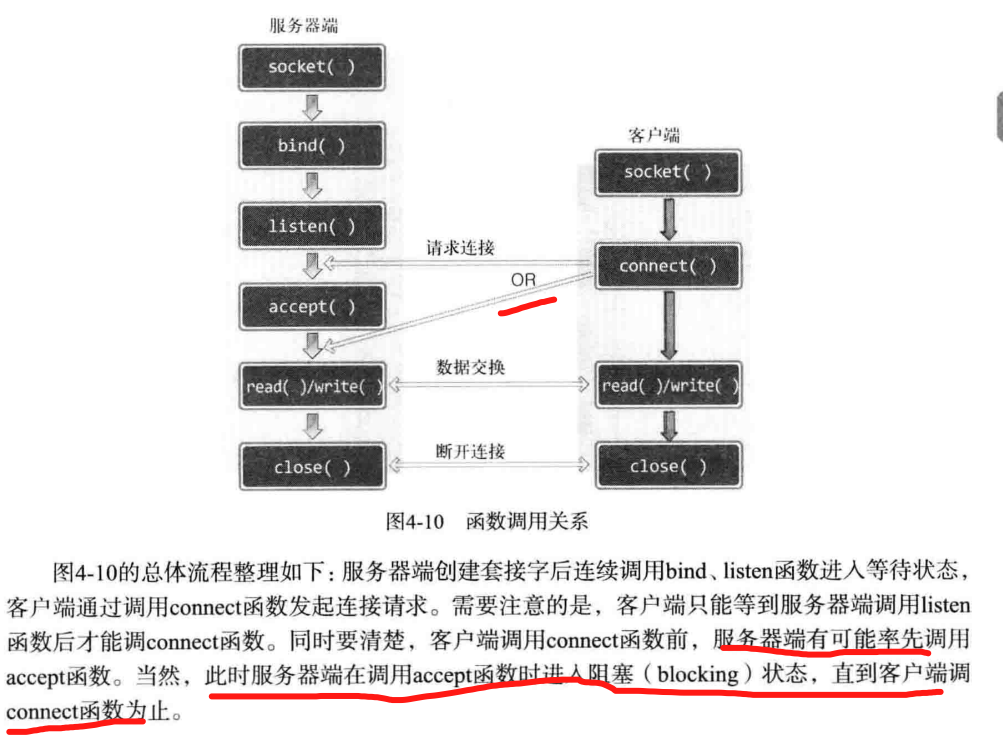 服务器端
socket( )
bind( )
客户端
socket( )
listen( )
请求连接
connect( )
OR
accept( )
数据交换
read( )/write( )
read( )/write( )
断开连接
close( )
close( )
图4-10 函数调用关系
图4-10的总体流程整理如下：服务器端创建套接字后连续调用bind、listen函数进入等待状态，
客户端通过调用connect函数发起连接请求。需要注意的是，客户端只能等到服务器端调用listen
函数后才能调connect函数。同时要清楚，客户端调用connect函数前，服务器端有可能率先调用
accept函数。当然，此时服务器端在调用accept函数时进入阻塞（blocking）状态，直到客户端调
connect函数为止。